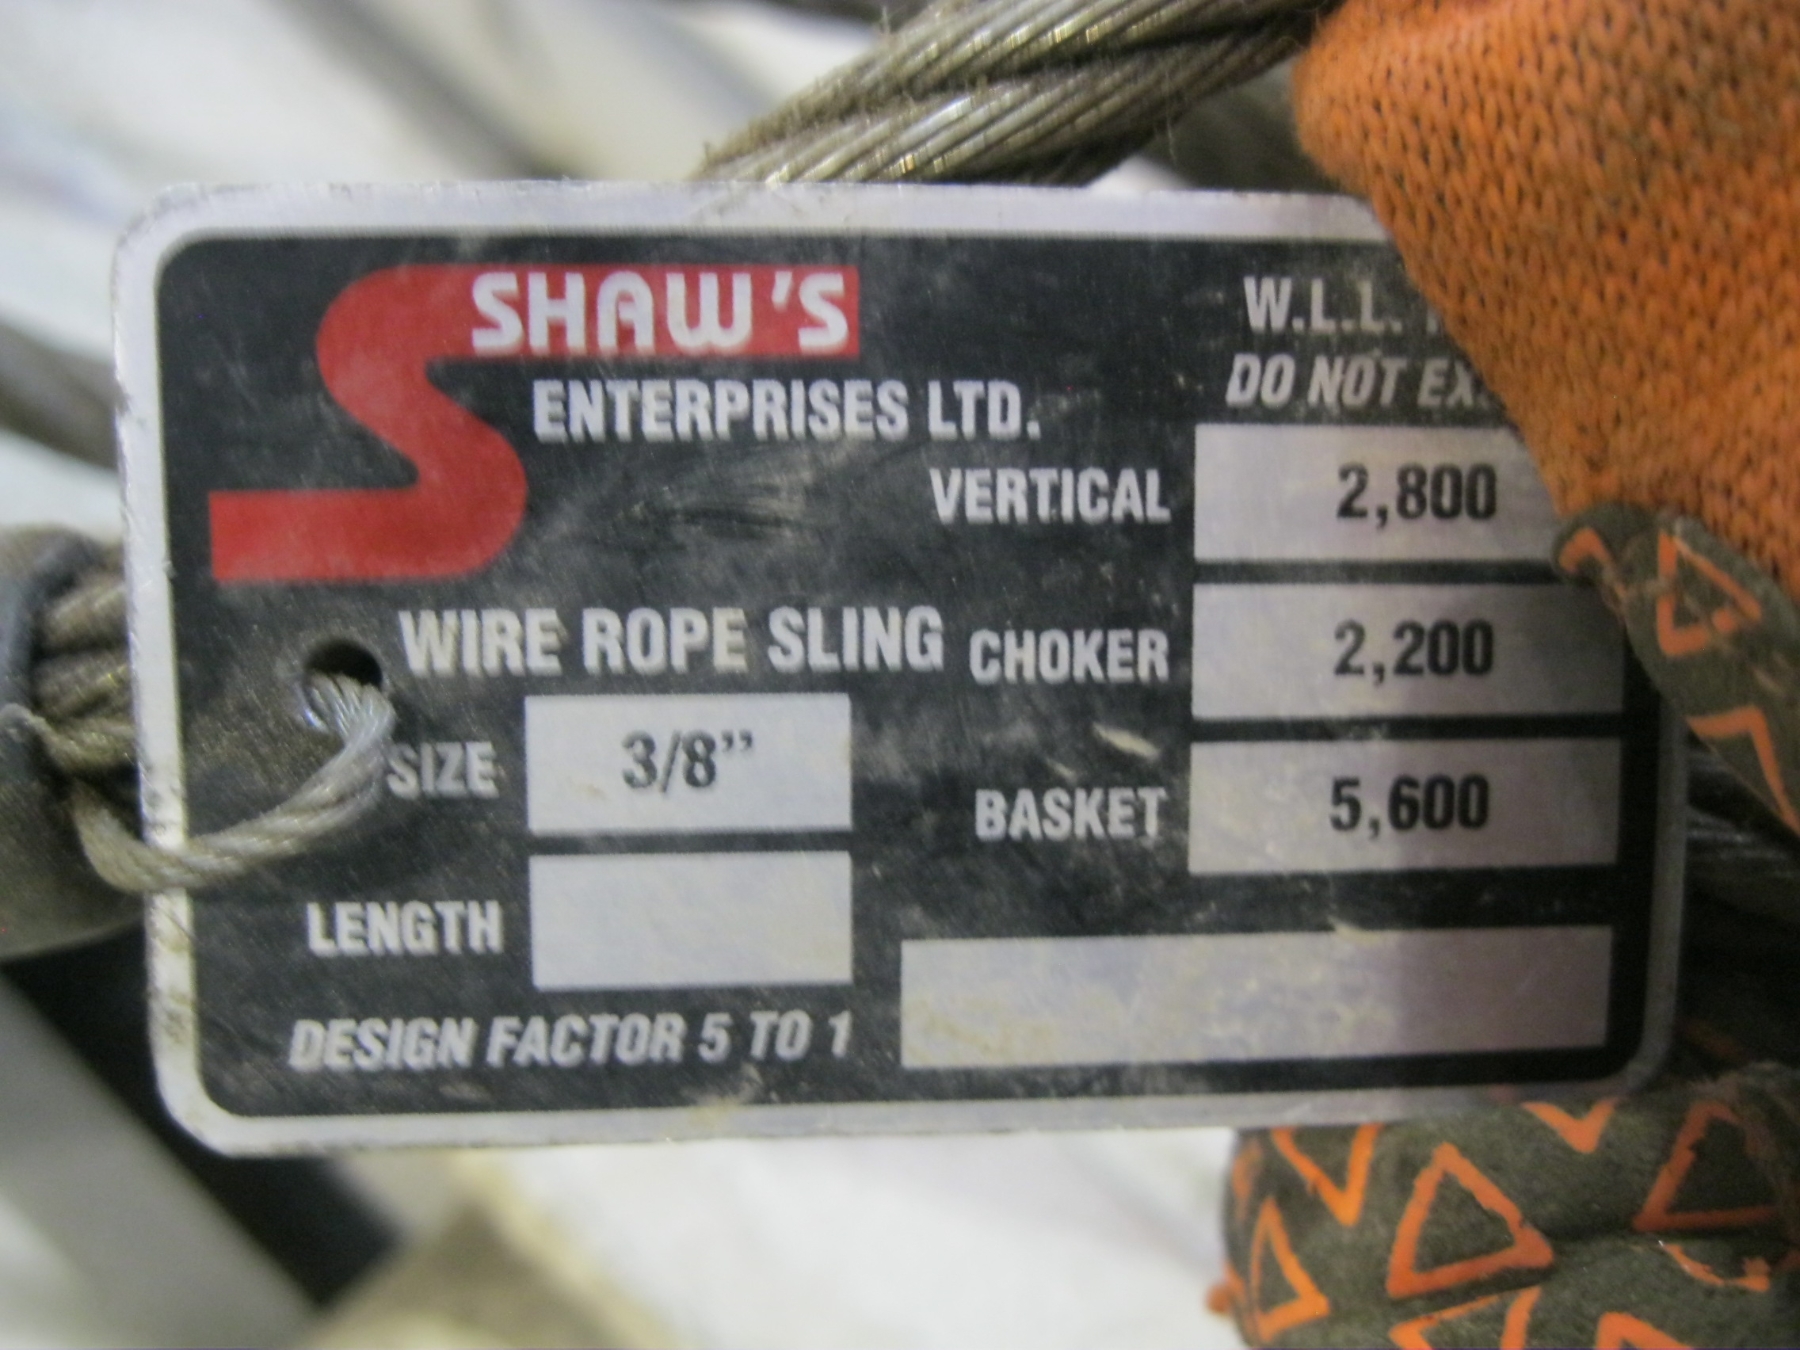 SHAW'S
ENTERPRISES LTD.
W.L.L.
DO NOT
VERTICAL 2,800
WIRE ROPE SLING
CHOKER 2,200
SIZE 3/8"
BASKET 5,600
LENGTH
DESIGN FACTOR 5 TO 1